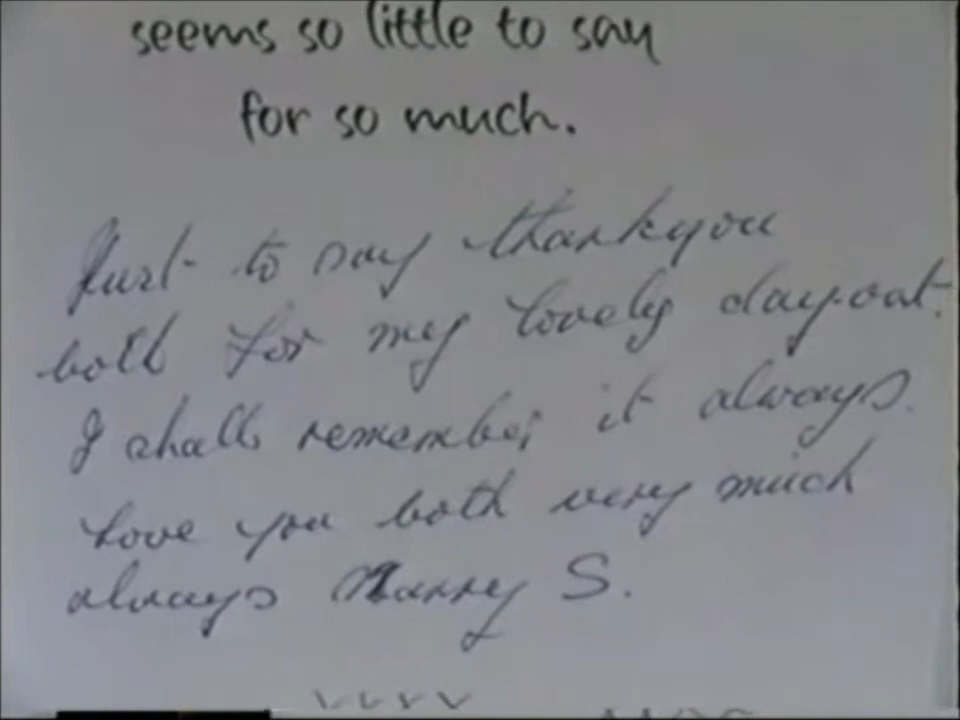 seems so little to say
for so much.
Just to say thankyou
both for my lovely day out.
I shall remember it always.
Love you both very much
always Nanny S.